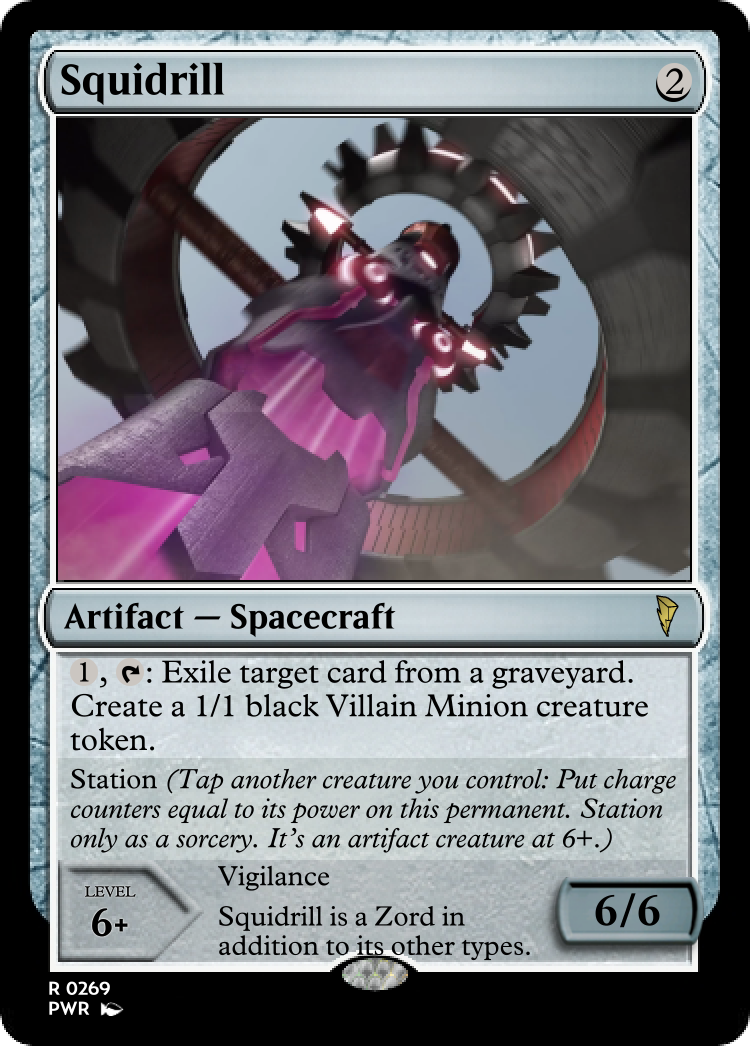 Squidrill 2
Artifact — Spacecraft
1, : Exile target card from a graveyard.
Create a 1/1 black Villain Minion creature
token.
Station (Tap another creature you control: Put charge
counters equal to its power on this permanent. Station
only as a sorcery. It's an artifact creature at 6+.)
Vigilance
LEVEL
6+
Squidrill is a Zord in
addition to its other types.
6/6
R 0269
PWR